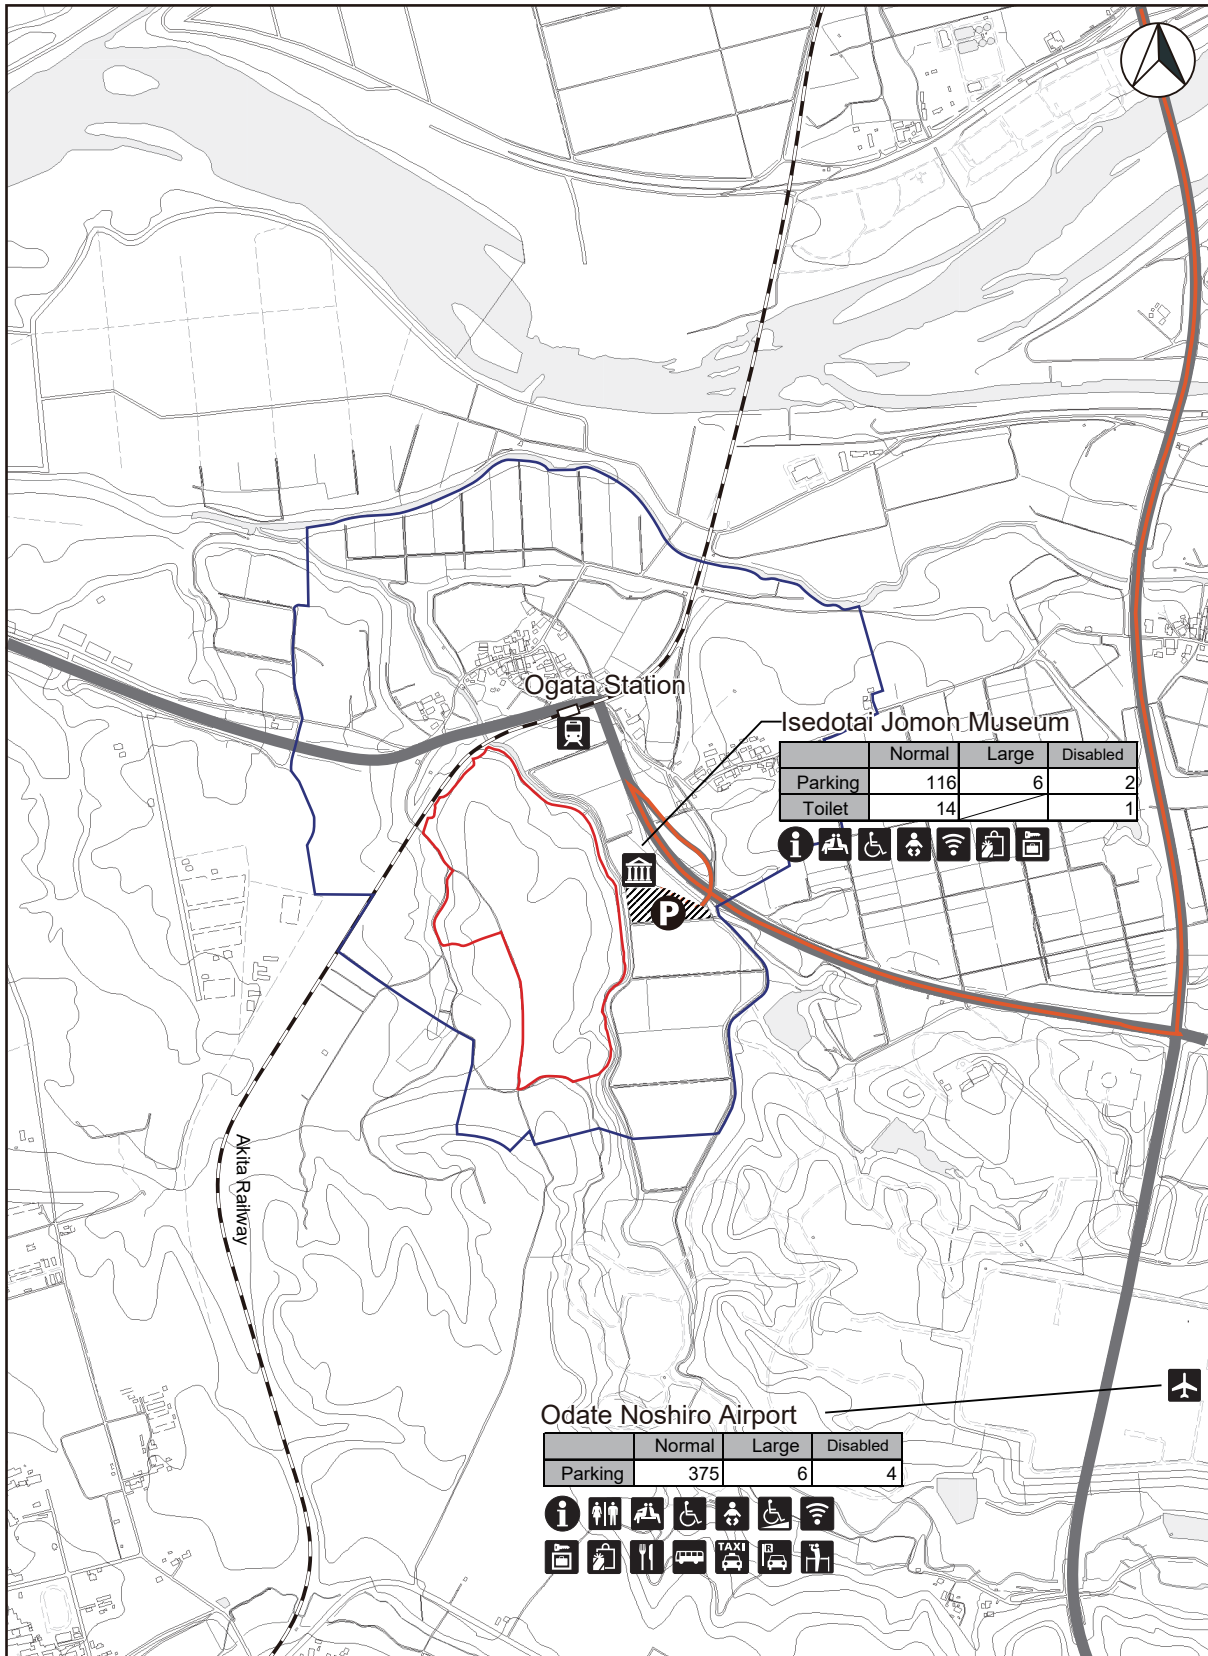 Ogata Station
Isedotai Jomon Museum
Normal Large Disabled
Parking 116 6 2
Toilet 14 1
P
Akita Railway
Odate Noshiro Airport
Normal Large Disabled
Parking 375 6 4
TAXI
R